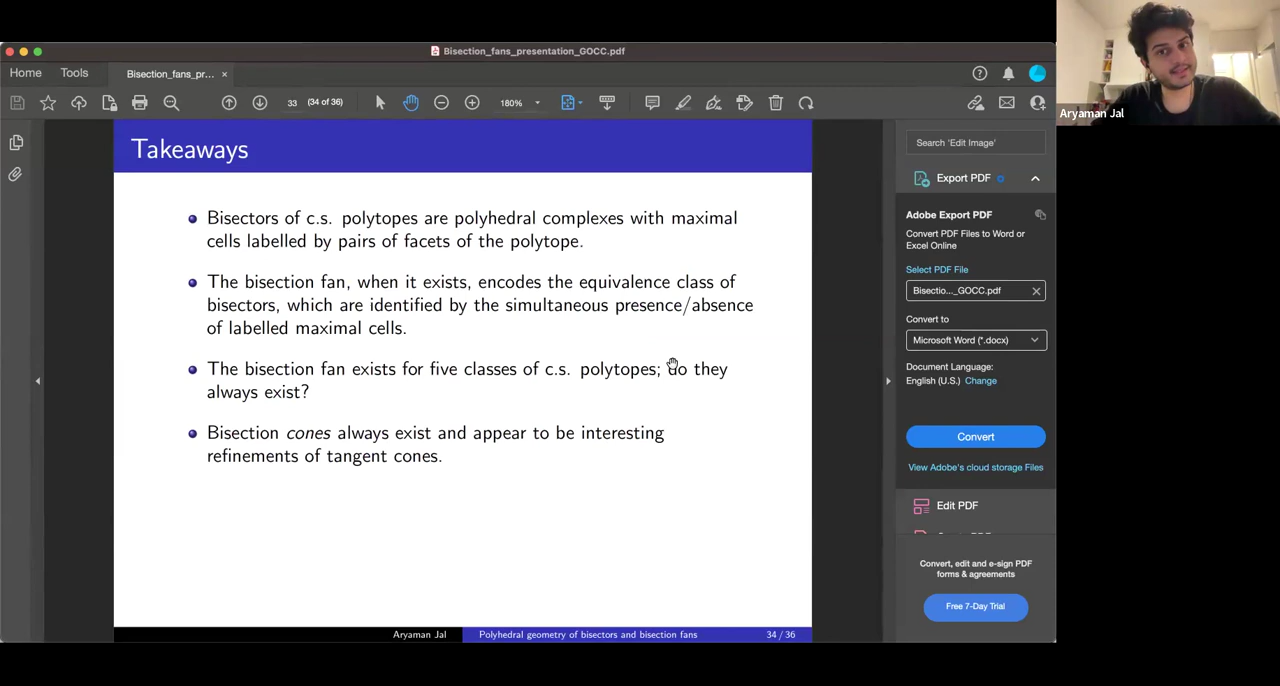 Bisection_fans_presentation_GOCC.pdf
Home Tools Bisection_fans_pr... ×
33 (34 of 36) 180%
Aryaman Jal
Takeaways
Bisectors of c.s. polytopes are polyhedral complexes with maximal
cells labelled by pairs of facets of the polytope.
The bisection fan, when it exists, encodes the equivalence class of
bisectors, which are identified by the simultaneous presence/absence
of labelled maximal cells.
The bisection fan exists for five classes of c.s. polytopes; do they
always exist?
Bisection cones always exist and appear to be interesting
refinements of tangent cones.
Aryaman Jal Polyhedral geometry of bisectors and bisection fans 34 / 36
Search 'Edit Image'
Export PDF
Adobe Export PDF
Convert PDF Files to Word or
Excel Online
Select PDF File
Bisectio..._GOCC.pdf
Convert to
Microsoft Word (*.docx)
Document Language:
English (U.S.) Change
Convert
View Adobe's cloud storage Files
Edit PDF
Convert, edit and e-sign PDF
forms & agreements
Free 7-Day Trial